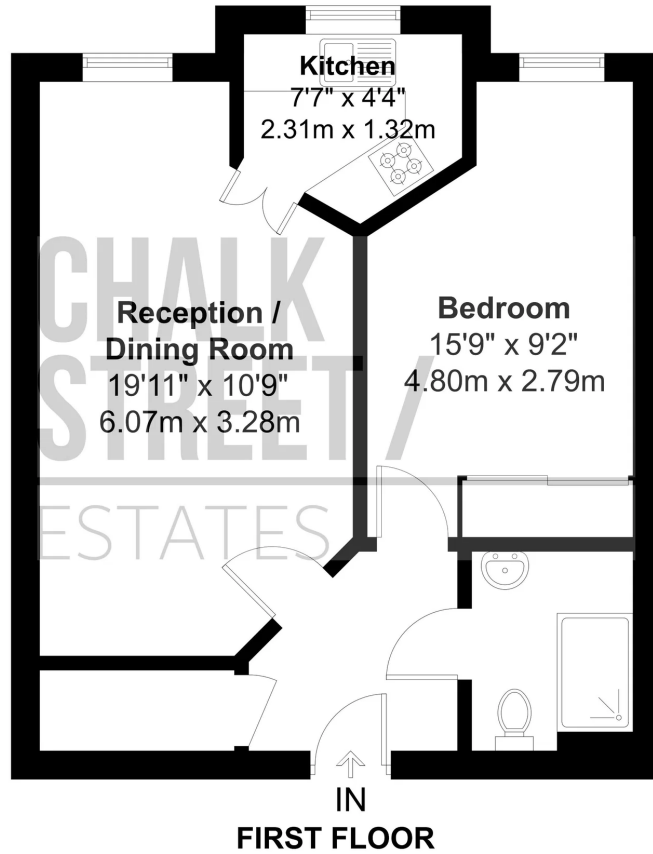 Kitchen
7'7" x 4'4"
2.31m x 1.32m
CHALK
STREET /
ESTATES
Reception /
Dining Room
19'11" x 10'9"
6.07m x 3.28m
Bedroom
15'9" x 9'2"
4.80m x 2.79m
IN
FIRST FLOOR